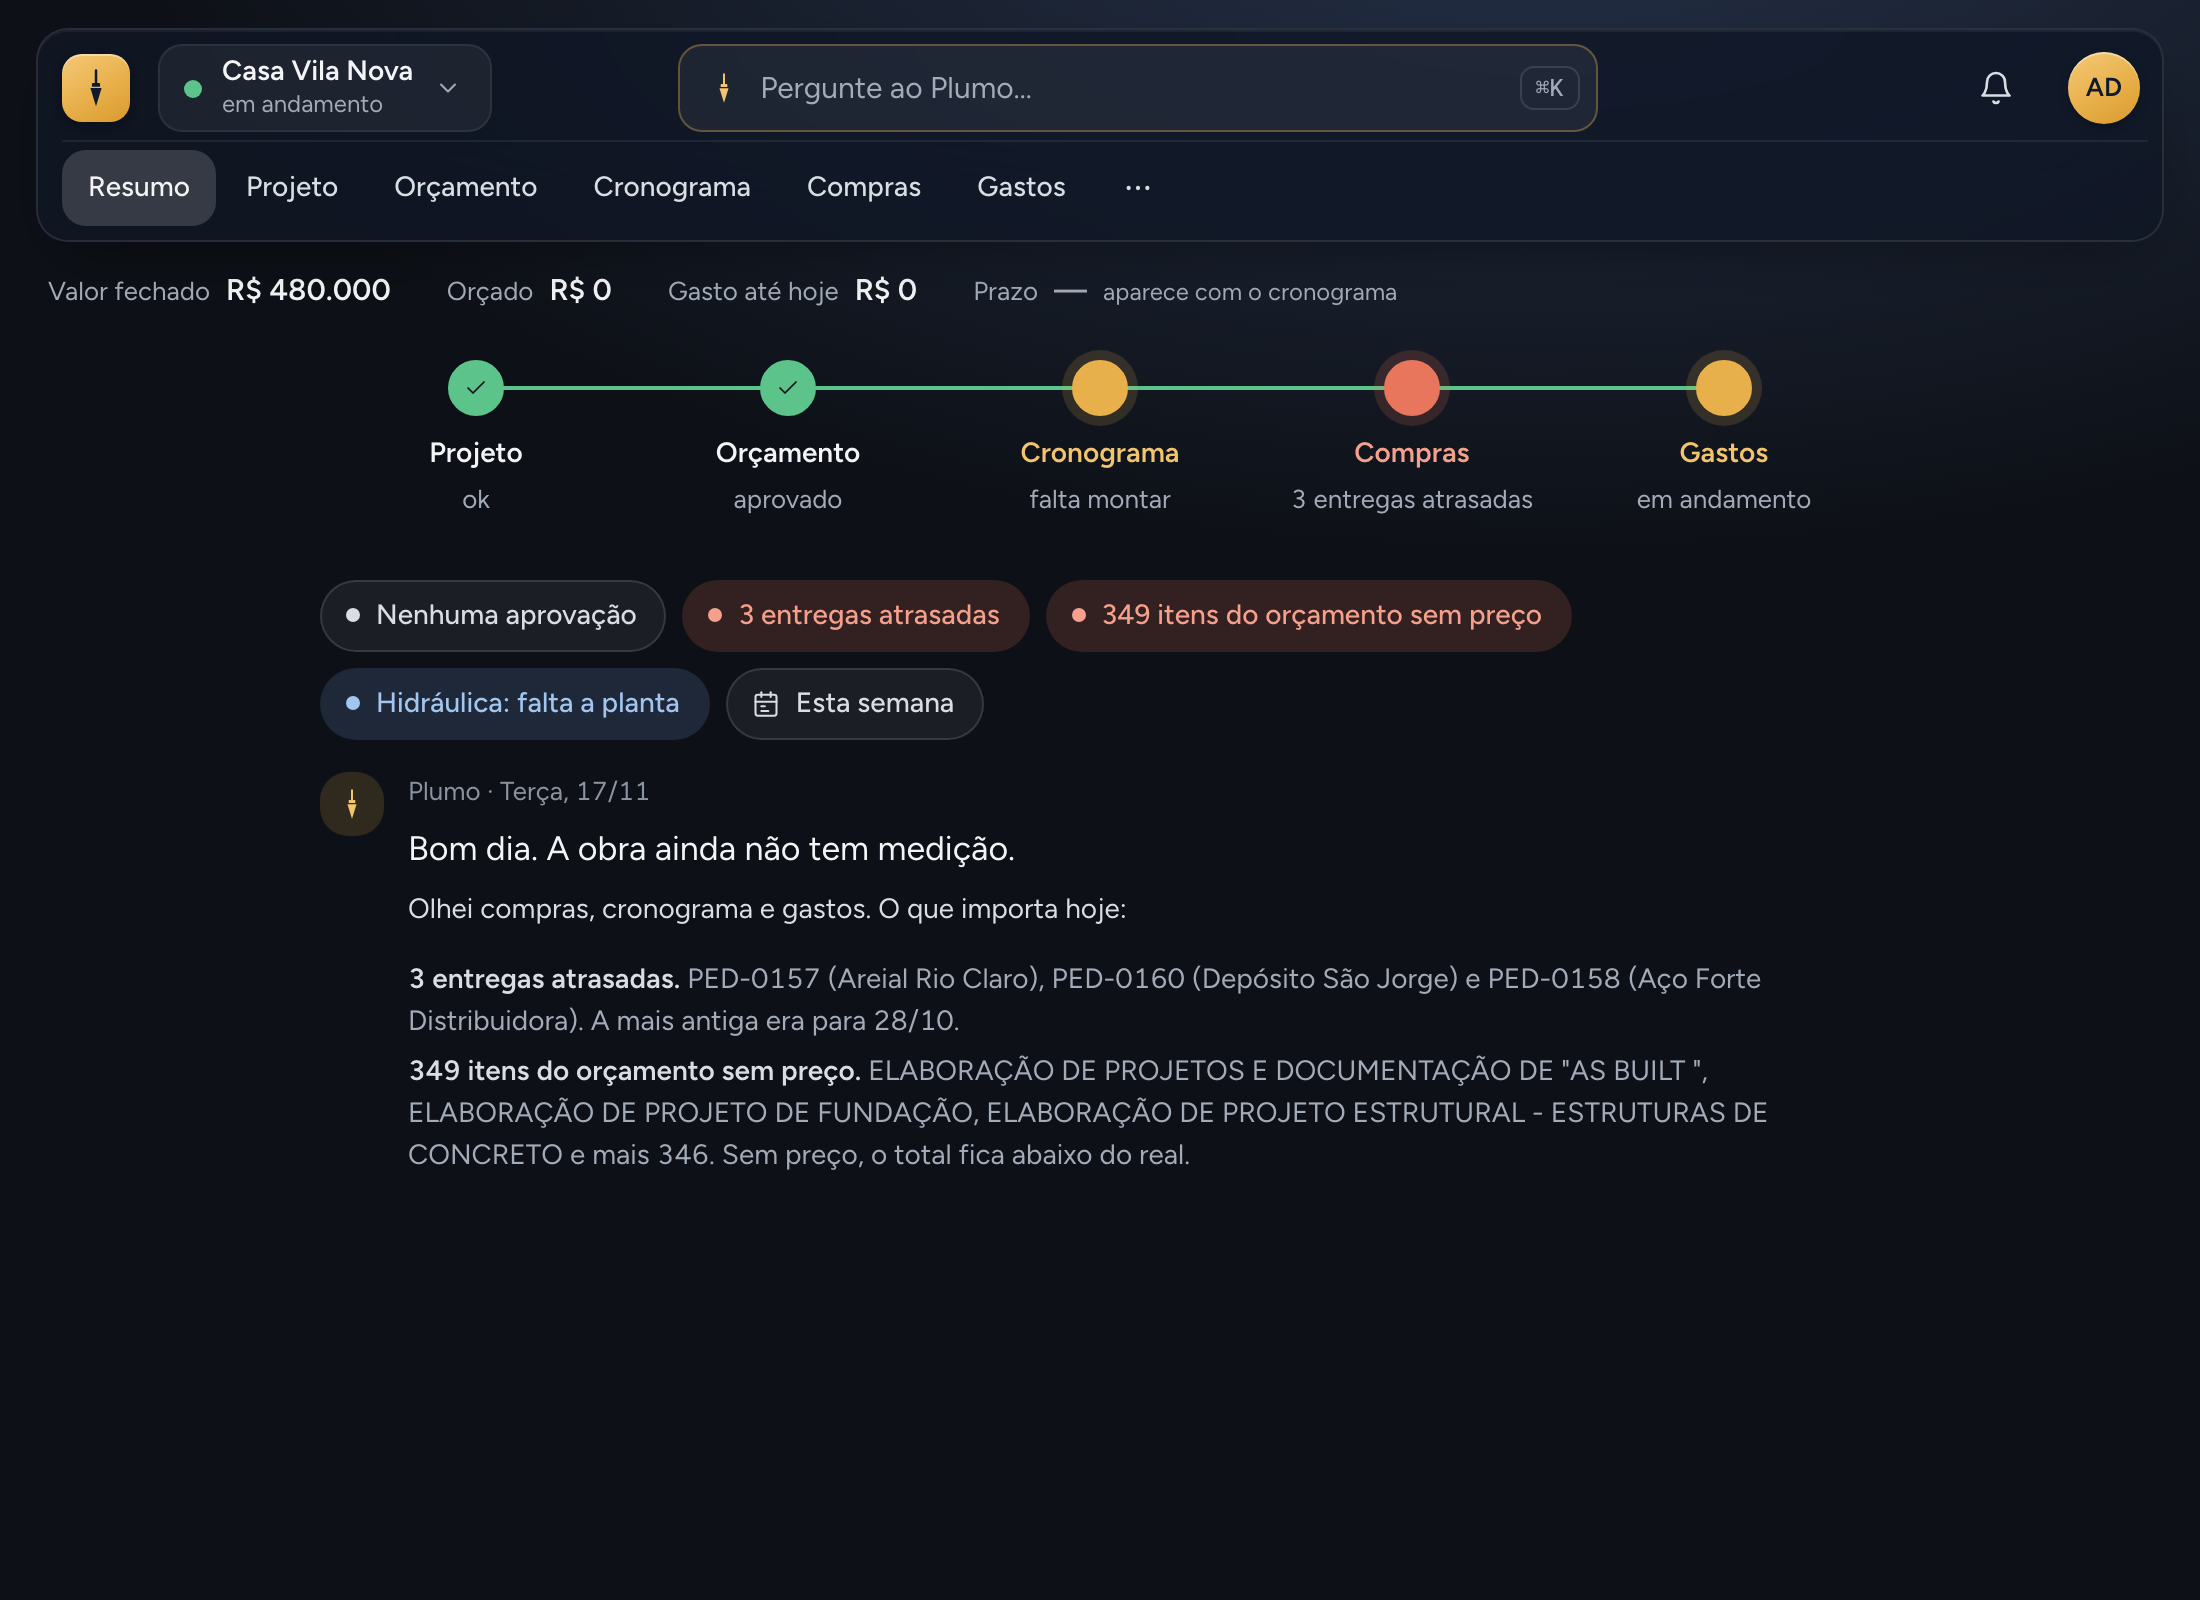 Casa Vila Nova
em andamento
Pergunte ao Plumo...
⌘K
AD
Resumo
Projeto
Orçamento
Cronograma
Compras
Gastos
...
Valor fechado R$ 480.000
Orçado R$ 0
Gasto até hoje R$ 0
Prazo — aparece com o cronograma
Projeto
ok
Orçamento
aprovado
Cronograma
falta montar
Compras
3 entregas atrasadas
Gastos
em andamento
Nenhuma aprovação
3 entregas atrasadas
349 itens do orçamento sem preço
Hidráulica: falta a planta
Esta semana
Plumo · Terça, 17/11
Bom dia. A obra ainda não tem medição.
Olhei compras, cronograma e gastos. O que importa hoje:
3 entregas atrasadas. PED-0157 (Areial Rio Claro), PED-0160 (Depósito São Jorge) e PED-0158 (Aço Forte
Distribuidora). A mais antiga era para 28/10.
349 itens do orçamento sem preço. ELABORAÇÃO DE PROJETOS E DOCUMENTAÇÃO DE "AS BUILT ",
ELABORAÇÃO DE PROJETO DE FUNDAÇÃO, ELABORAÇÃO DE PROJETO ESTRUTURAL - ESTRUTURAS DE
CONCRETO e mais 346. Sem preço, o total fica abaixo do real.